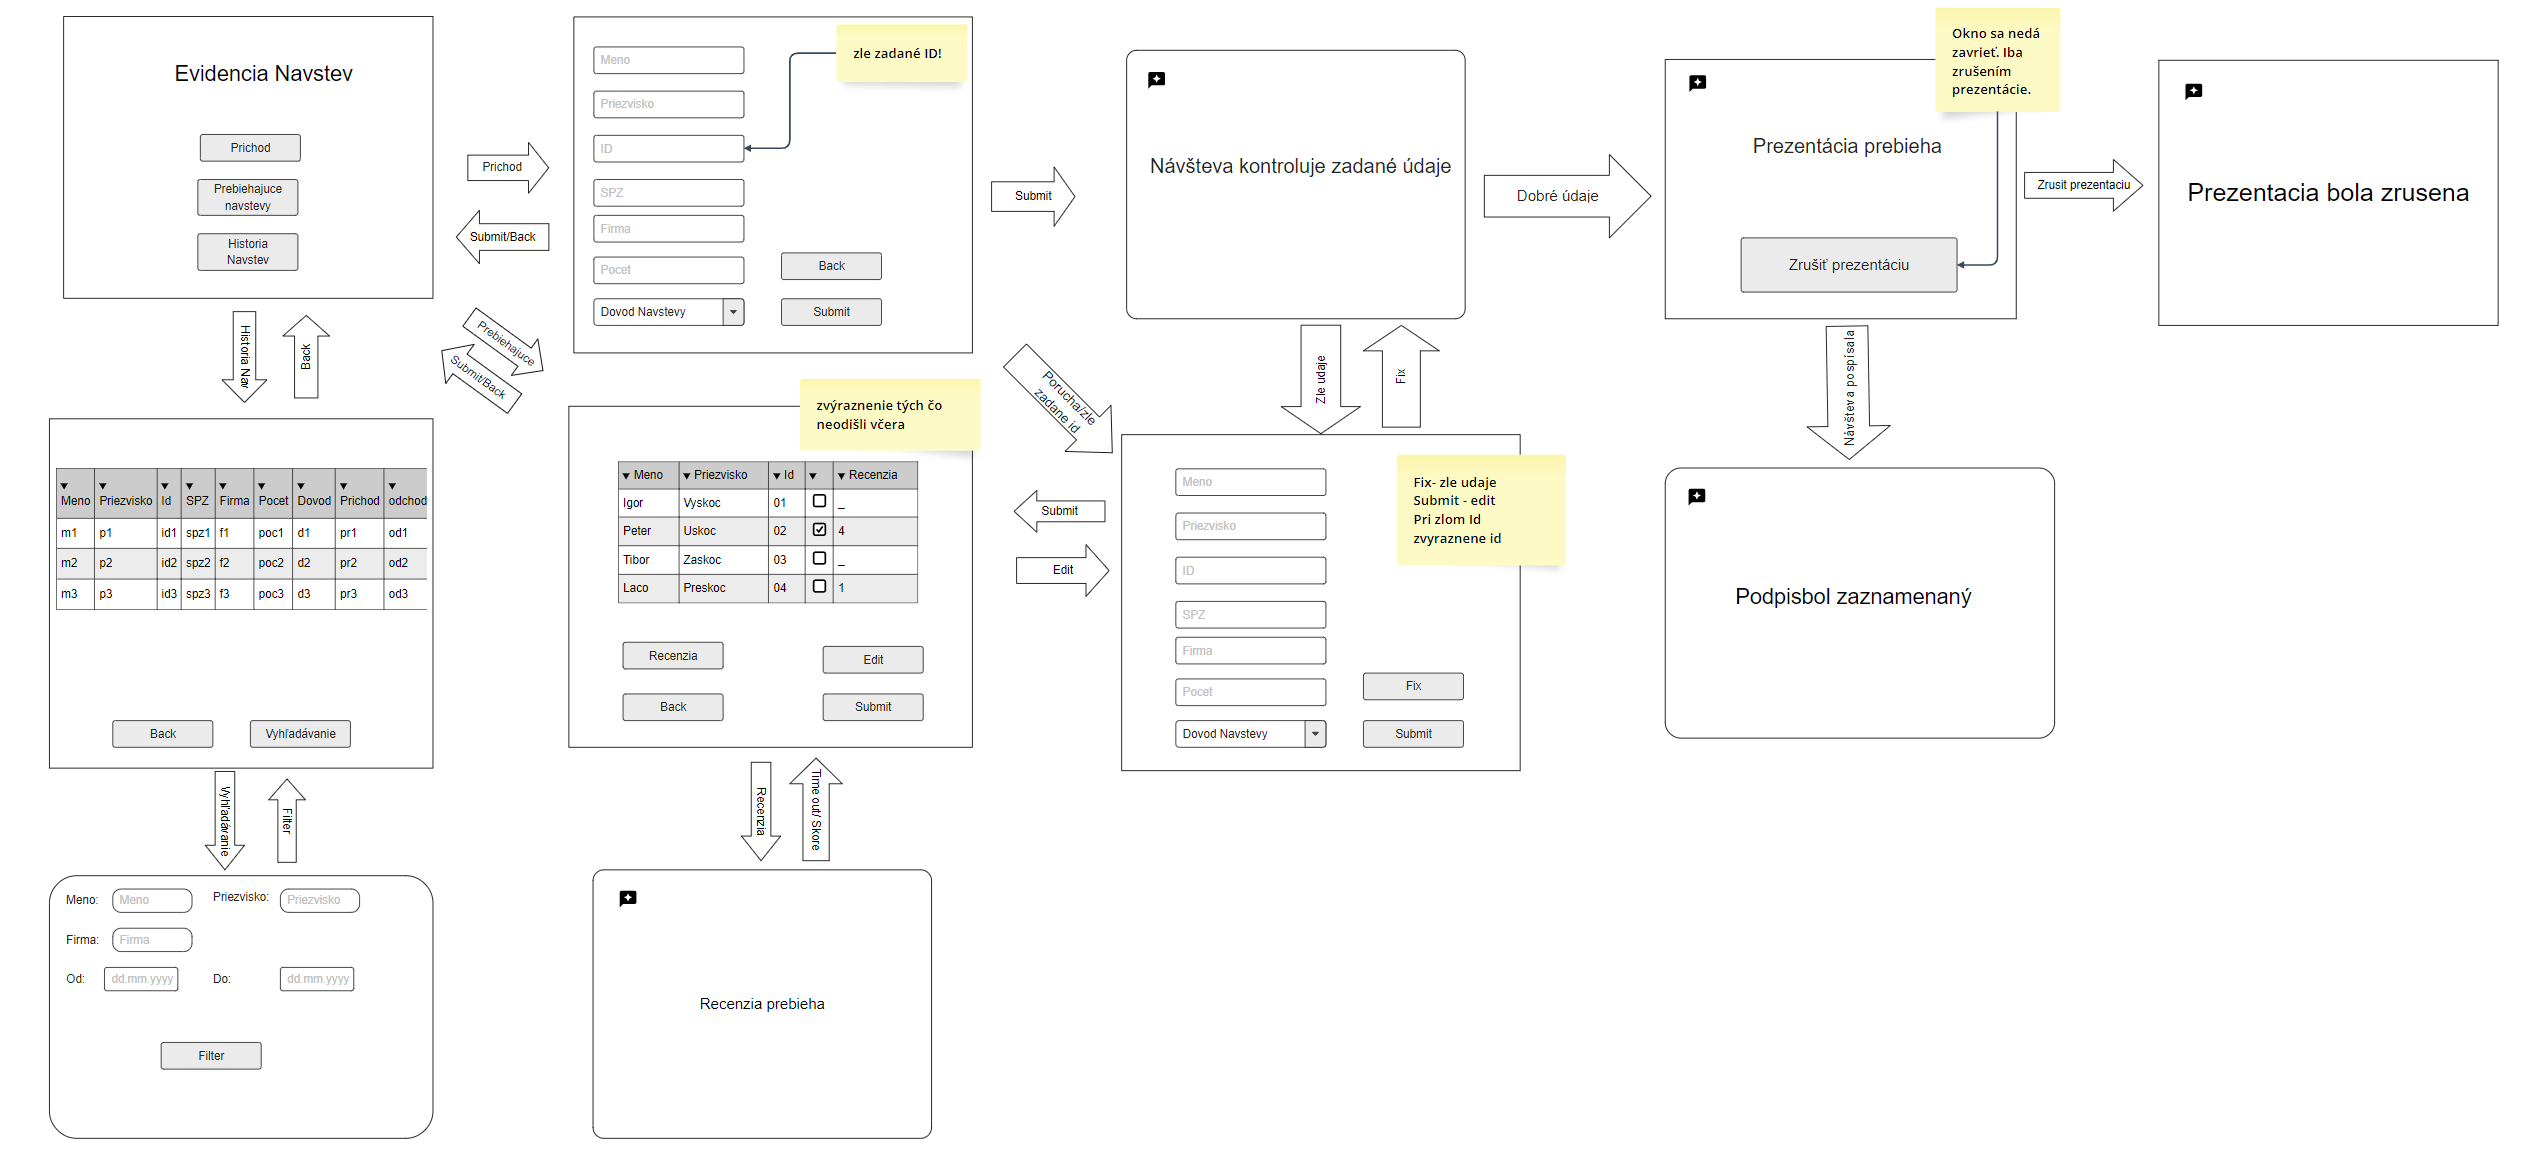 Evidencia Navstev
Prichod
Prebiehajuce
navstevy
Historia
Navstev
Prichod
Submit/Back
Meno
Priezvisko
ID
SPZ
Firma
Pocet
Dovod Navstevy
Back
Submit
zle zadané ID!
Submit
Návšteva kontroluje zadané údaje
Dobré údaje
Prezentácia prebieha
Zrušiť prezentáciu
Okno sa nedá
zavrieť. Iba
zrušením
prezentácie.
Zrusit prezentaciu
Prezentacia bola zrusena
Historia Nav
Back
Prebiehajuce
Submit/Back
Porucha/zle
zadane id
Zle udaje
Fix
Návšteva pospísala
Meno Priezvisko Id SPZ Firma Pocet Dovod Prichod odchod
m1 p1 id1 spz1 f1 poc1 d1 pr1 od1
m2 p2 id2 spz2 f2 poc2 d2 pr2 od2
m3 p3 id3 spz3 f3 poc3 d3 pr3 od3
Back
Vyhľadávanie
zvýraznenie tých čo
neodišli včera
Meno Priezvisko Id Recenzia
Igor Vyskoc 01 _
Peter Uskoc 02 4
Tibor Zaskoc 03 _
Laco Preskoc 04 1
Recenzia
Edit
Back
Submit
Submit
Edit
Meno
Priezvisko
ID
SPZ
Firma
Pocet
Dovod Navstevy
Fix
Submit
Fix- zle udaje
Submit - edit
Pri zlom Id
zvyraznene id
Podpisbol zaznamenaný
Vyhľadávanie
Filter
Recenzia
Time out/ Skore
Meno: Meno
Priezvisko: Priezvisko
Firma: Firma
Od: dd.mm.yyyy
Do: dd.mm.yyyy
Filter
Recenzia prebieha